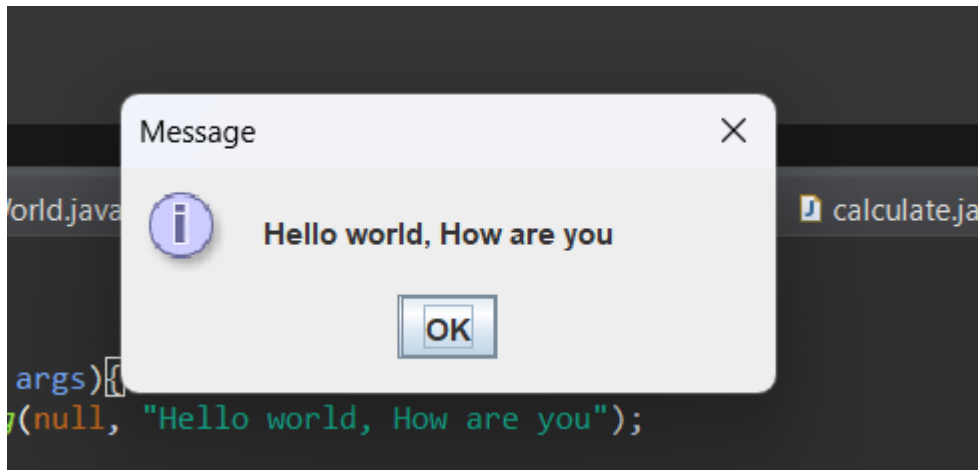 Message
orld.java
calculate.ja
i
Hello world, How are you
OK
args){
g(null, "Hello world, How are you");